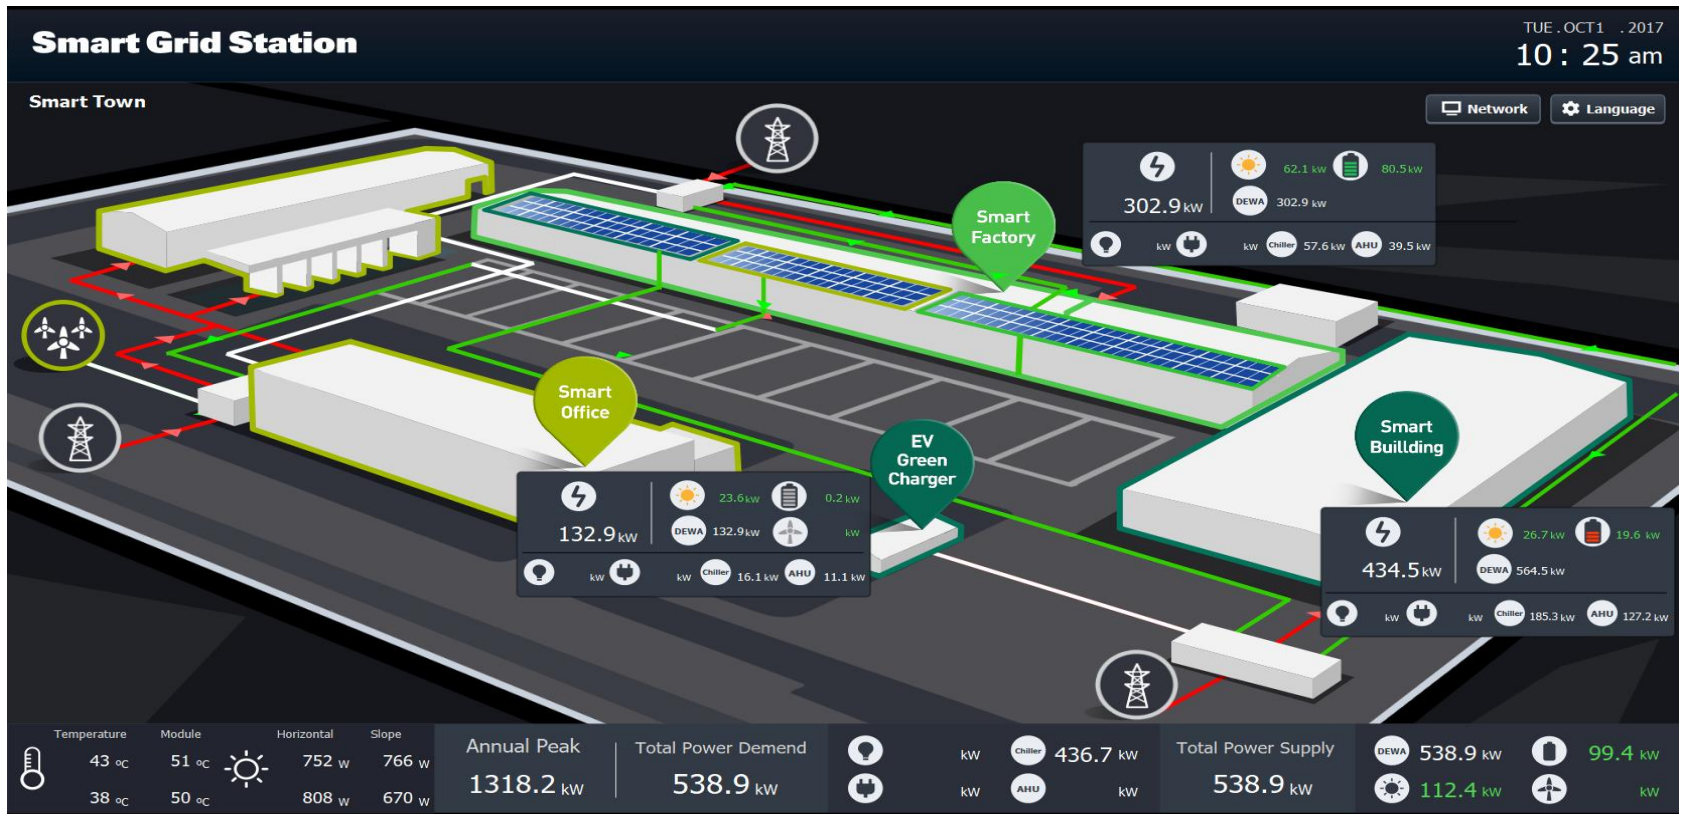 Smart Grid Station
TUE . OCT1 . 2017
10 : 25 am
Smart Town
Network
Language
302.9 kW
62.1 kW
80.5 kW
DEWA 302.9 kW
kW
kW
Chiller 57.6 kW
AHU 39.5 kW
Smart
Factory
Smart
Office
EV
Green
Charger
Smart
Buillding
132.9 kW
23.6 kW
0.2 kW
DEWA 132.9 kW
kW
kW
kW
Chiller 16.1 kW
AHU 11.1 kW
434.5 kW
26.7 kW
19.6 kW
DEWA 564.5 kW
kW
kW
Chiller 185.3 kW
AHU 127.2 kW
Temperature
Module
Horizontal
Slope
43 °C
51 °C
752 W
766 W
38 °C
50 °C
808 W
670 W
Annual Peak
1318.2 kW
Total Power Demend
538.9 kW
kW
Chiller 436.7 kW
kW
AHU kW
Total Power Supply
538.9 kW
DEWA 538.9 kW
99.4 kW
112.4 kW
kW